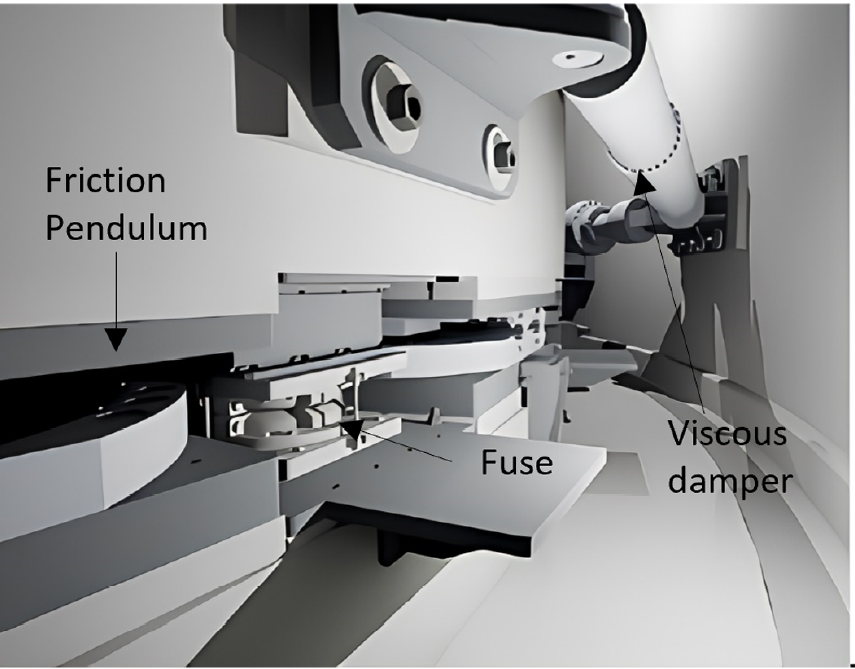 Friction
Pendulum
Fuse
Viscous
damper